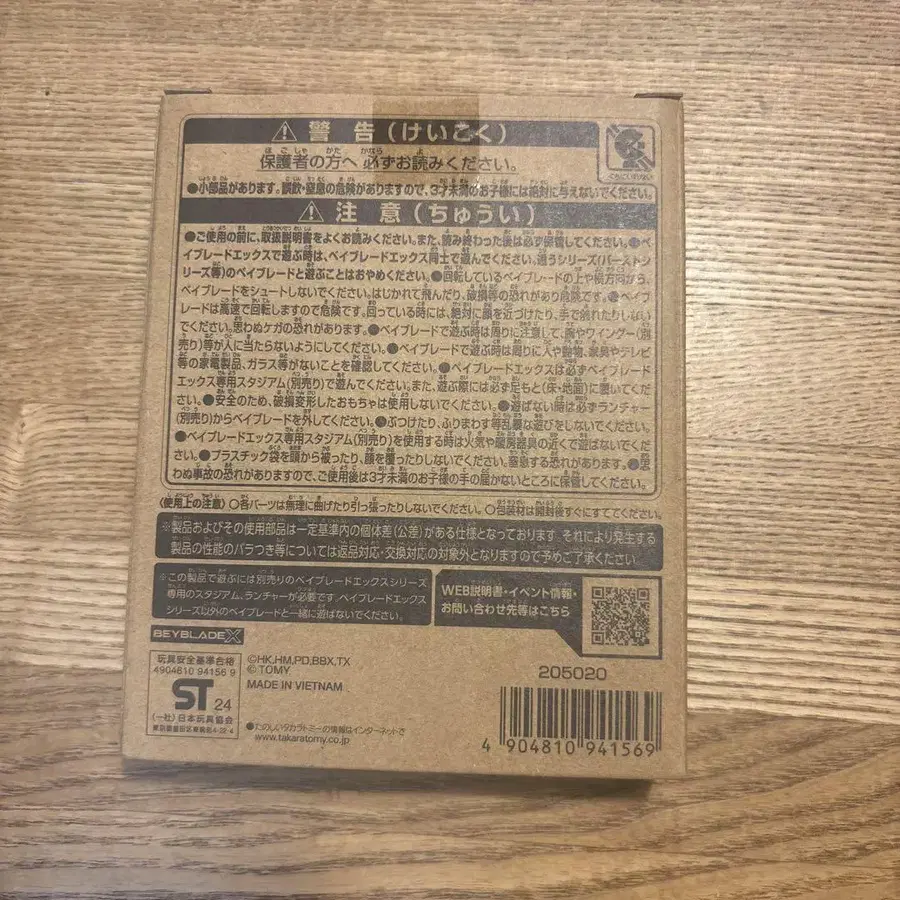 ⚠警 告(けいこく)
保護者の方へ 必ずお読みください。
●小部品があります。誤飲・窒息の危険がありますので、3才未満のお子様には絶対に与えないでください。
⚠注 意(ちゅうい)
●ご使用の前に、取扱説明書をよくお読みください。また、読み終わった後は必ず保管してください。●ベイ
ブレードエックスで遊ぶ時は、ベイブレードエックス同士で遊んでください。違うシリーズ(バーストシ
リーズ等)のベイブレードと遊ぶことはおやめください。●回転しているベイブレードの上や横方向から、
ベイブレードをシュートしないでください。はじかれて飛んだり、破損等の恐れがあり危険です。●ベイブ
レードは高速で回転しますので危険です。回っている時には、絶対に顔を近づけたり、手で触れたりしない
でください。思わぬケガの恐れがあります。●ベイブレードで遊ぶ時は周りに注意して、腕やワインダー(別
売り)等が人に当たらないようにしてください。●ベイブレードで遊ぶ時は周りに人や動物、家具やテレビ
等の家電製品、ガラス等がないことを確認してください。●ベイブレードエックスは必ずベイブレード
エックス専用スタジアム(別売り)で遊んでください。また、遊ぶ際には必ず足もと(床・地面)に置いてくだ
さい。●安全のため、破損変形したおもちゃは使用しないでください。●遊ばない時は必ずランチャー
(別売り)からベイブレードを外してください。●ぶつけたり、ふりまわす等乱暴な遊びをしないでください。
●ベイブレードエックス専用スタジアム(別売り)を使用する時は火気や暖房器具の近くで遊ばないでくだ
さい。●プラスチック袋を頭から被ったり、顔を覆ったりしないでください。窒息する恐れがあります。●思
わぬ事故の恐れがありますので、ご使用後は3才未満のお子様の手の届かないところに保管してください。
〈使用上の注意〉○各パーツは無理に曲げたり引っ張ったりしないでください。○包装材は開封後すぐにすててください。
※製品およびその使用部品は一定基準内の個体差(公差)がある仕様となっております。それにより発生する
製品の性能のバラつき等については返品対応・交換対応の対象外となりますので予めご了承ください
※この製品で遊ぶには別売りのベイブレードエックスシリーズ
専用のスタジアム、ランチャーが必要です。ベイブレードエックス
シリーズ以外のベイブレードと一緒に遊ばないでください。
WEB説明書・イベント情報・
お問い合わせ先等はこちら
BEYBLADE X
玩具安全基準合格
4904810 94156 9
ST 24
(一社)日本玩具協会
東京都墨田区東駒形4-22-4
©HK,HM,PD,BBX,TX
©TOMY
MADE IN VIETNAM
●たのしいタカラトミーの情報はインターネットで
www.takaratomy.co.jp
205020
4 904810 941569